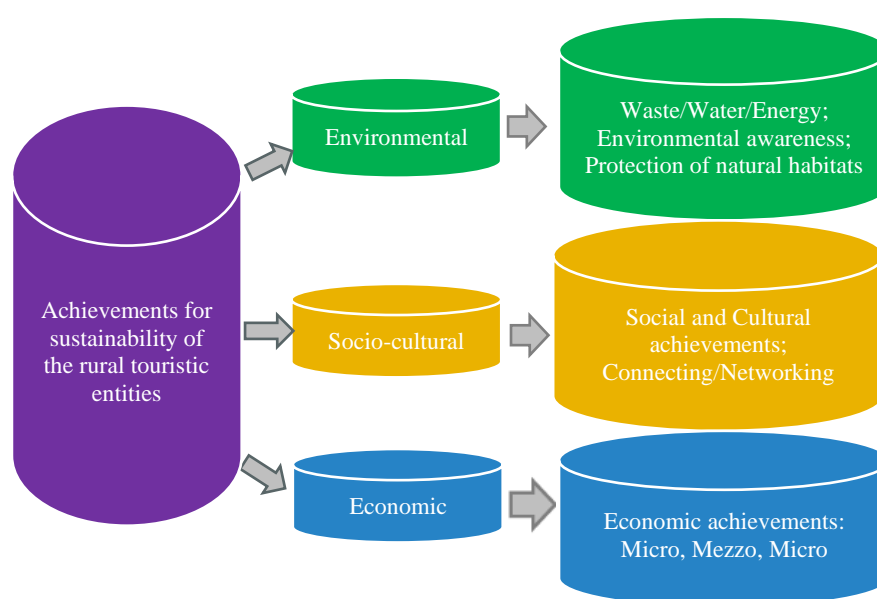 Achievements for
sustainability of
the rural touristic
entities
Environmental
Waste/Water/Energy;
Environmental awareness;
Protection of natural habitats
Socio-cultural
Social and Cultural
achievements;
Connecting/Networking
Economic
Economic achievements:
Micro, Mezzo, Micro